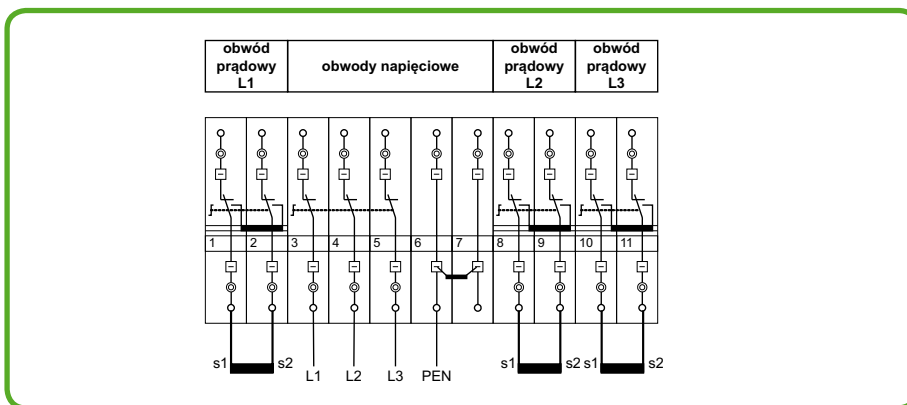 obwód
prądowy
L1
obwody napięciowe
obwód
prądowy
L2
obwód
prądowy
L3
1 2 3 4 5 6 7 8 9 10 11
s1 s2 L1 L2 L3 PEN s1 s2 s1 s2